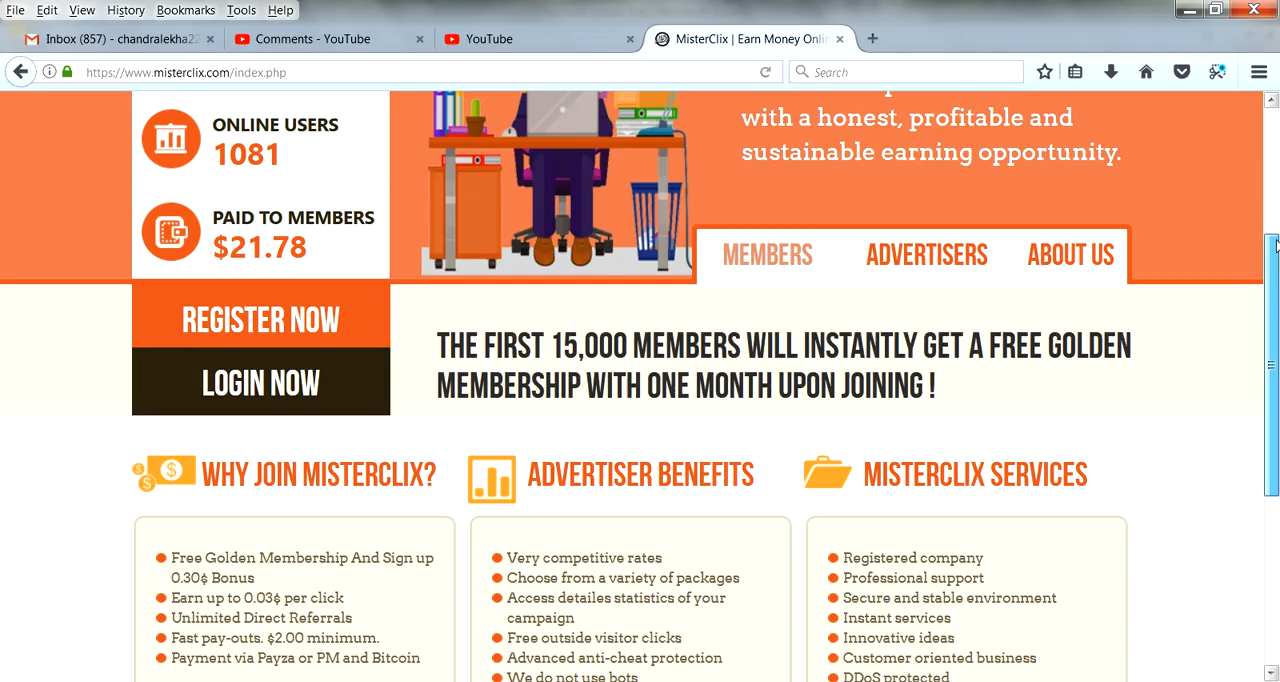 File Edit View History Bookmarks Tools Help
Inbox (857) - chandralekha22 Comments - YouTube YouTube MisterClix | Earn Money Onli
https://www.misterclix.com/index.php Search
ONLINE USERS
1081
PAID TO MEMBERS
$21.78
with a honest, profitable and
sustainable earning opportunity.
MEMBERS ADVERTISERS ABOUT US
REGISTER NOW
LOGIN NOW
THE FIRST 15,000 MEMBERS WILL INSTANTLY GET A FREE GOLDEN
MEMBERSHIP WITH ONE MONTH UPON JOINING !
WHY JOIN MISTERCLIX?
Free Golden Membership And Sign up
0.30$ Bonus
Earn up to 0.03$ per click
Unlimited Direct Referrals
Fast pay-outs. $2.00 minimum.
Payment via Payza or PM and Bitcoin
ADVERTISER BENEFITS
Very competitive rates
Choose from a variety of packages
Access detailes statistics of your
campaign
Free outside visitor clicks
Advanced anti-cheat protection
We do not use bots
MISTERCLIX SERVICES
Registered company
Professional support
Secure and stable environment
Instant services
Innovative ideas
Customer oriented business
DDoS protected